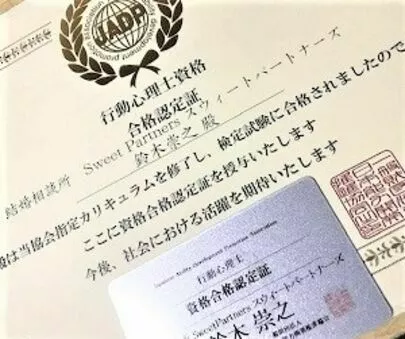 JADP
行動心理士資格
合格認定証
結婚相談所 Sweet Partners スウィートパートナーズ
鈴木崇之 殿
は当協会指定カリキュラムを修了し、検定試験に合格されましたので
ここに資格合格認定証を授与いたします
今後、社会における活躍を期待いたします
行動心理士
資格合格認定証
SweetPartners スウィートパートナーズ
鈴木 崇之